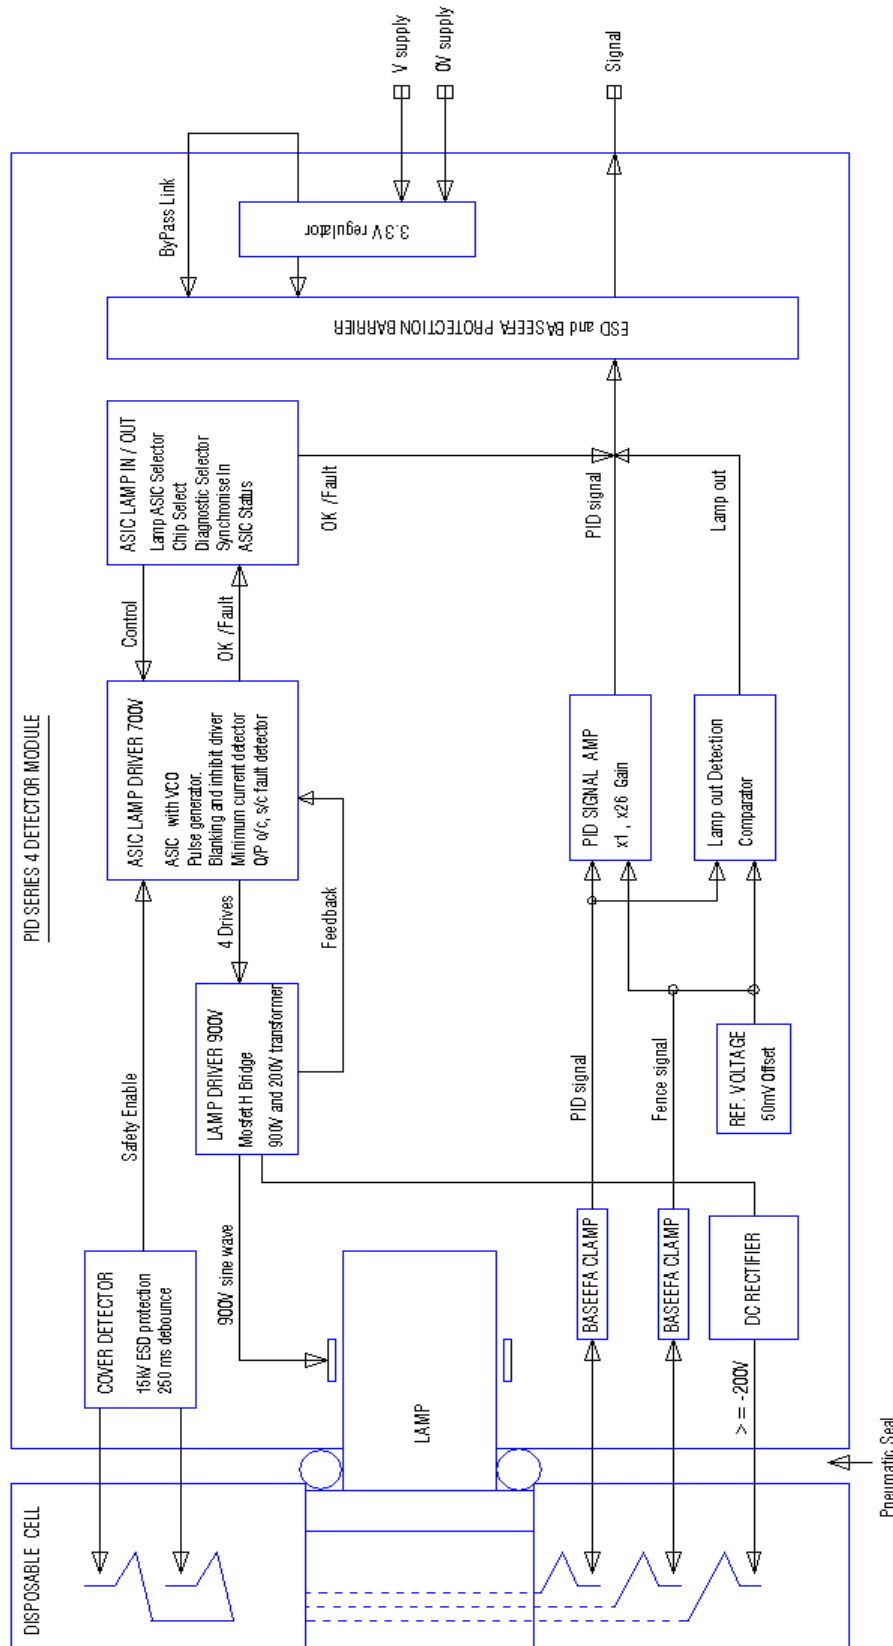 PID SERIES 4 DETECTOR MODULE
DISPOSABLE CELL
COVER DETECTOR
15kV ESD protection
250 ms debounce
Safety Enable
ASIC LAMP DRIVER 700V
ASIC with VCO
Pulse generator.
Blanking and inhibit driver
Minimum current detector
O/P o/c, s/c fault detector
Control
OK /Fault
ASIC LAMP IN / OUT
Lamp ASIC Selector
Chip Select
Diagnostic Selector
Synchronise In
ASIC Status
OK /Fault
ByPass Link
3.3V regulator
V supply
0V supply
ESD and BASEEFA PROTECTION BARRIER
Signal
4 Drives
Feedback
LAMP DRIVER 900V
Mosfet H Bridge
900V and 200V transformer
900V sine wave
LAMP
BASEEFA CLAMP
PID signal
BASEEFA CLAMP
Fence signal
DC RECTIFIER
> = -200V
REF. VOLTAGE
50mV Offset
PID SIGNAL AMP
x1 , x26 Gain
PID signal
Lamp out Detection
Comparator
Lamp out
Pneumatic Seal